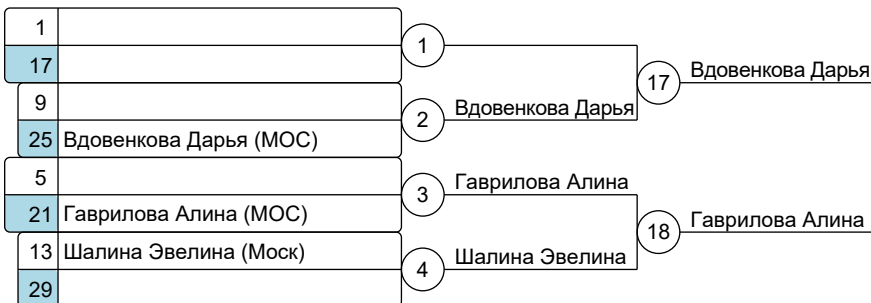 1
17
1
9
25 Вдовенкова Дарья (МОС)
2
Вдовенкова Дарья
17
Вдовенкова Дарья
5
21 Гаврилова Алина (МОС)
3
Гаврилова Алина
13 Шалина Эвелина (Моск)
29
4
Шалина Эвелина
18
Гаврилова Алина